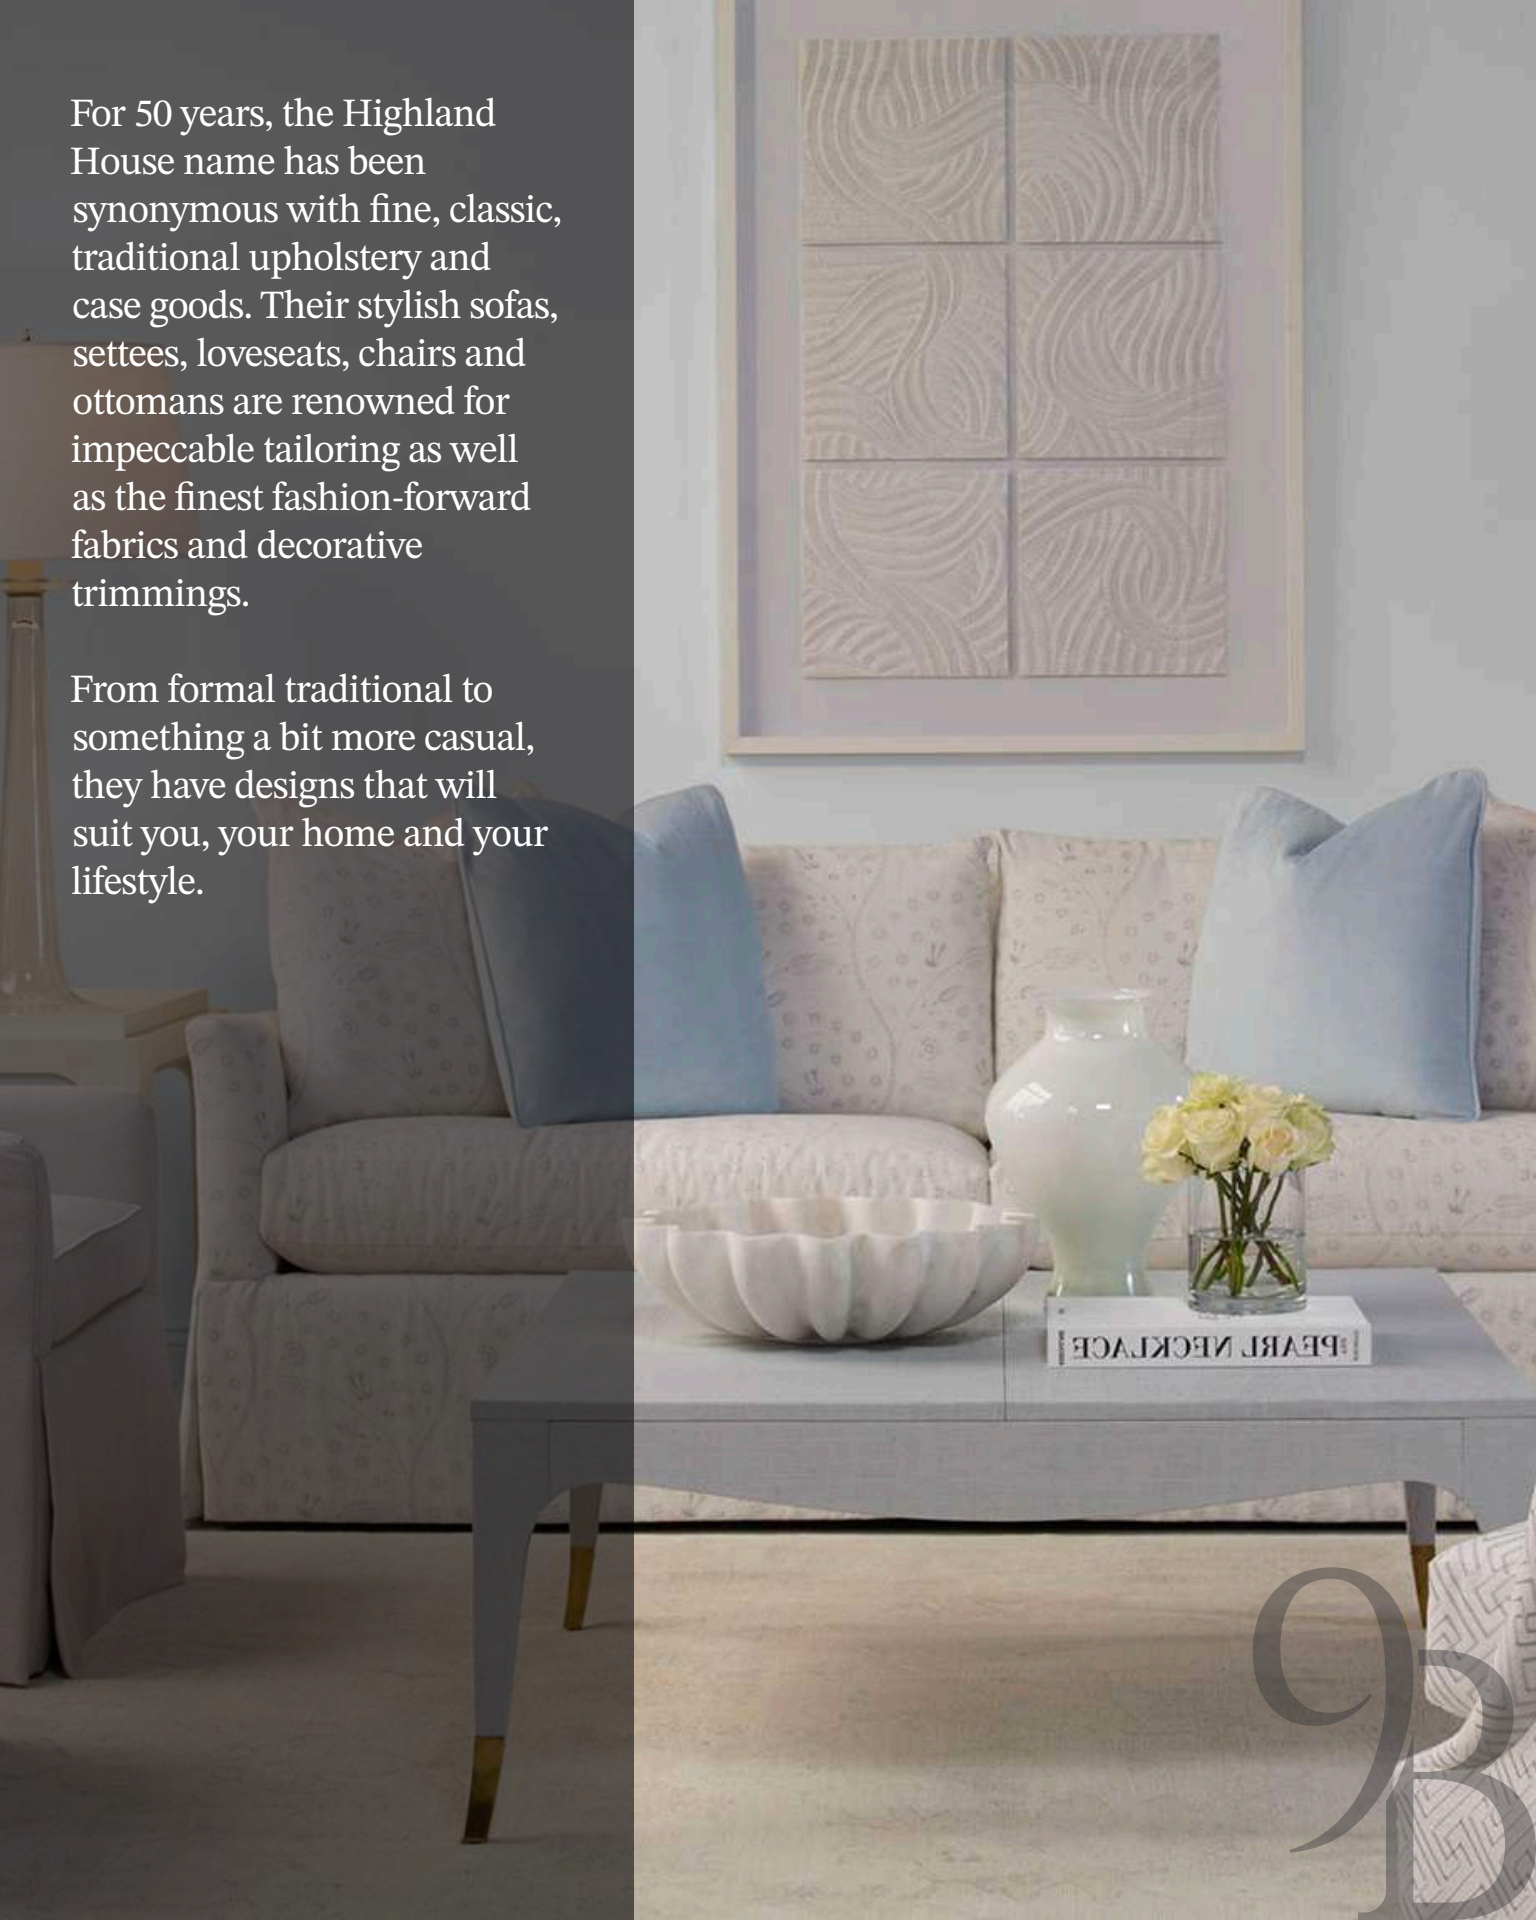 For 50 years, the Highland
House name has been
synonymous with fine, classic,
traditional upholstery and
case goods. Their stylish sofas,
settees, loveseats, chairs and
ottomans are renowned for
impeccable tailoring as well
as the finest fashion-forward
fabrics and decorative
trimmings.
From formal traditional to
something a bit more casual,
they have designs that will
suit you, your home and your
lifestyle.
PEARL NECKLACE
9B